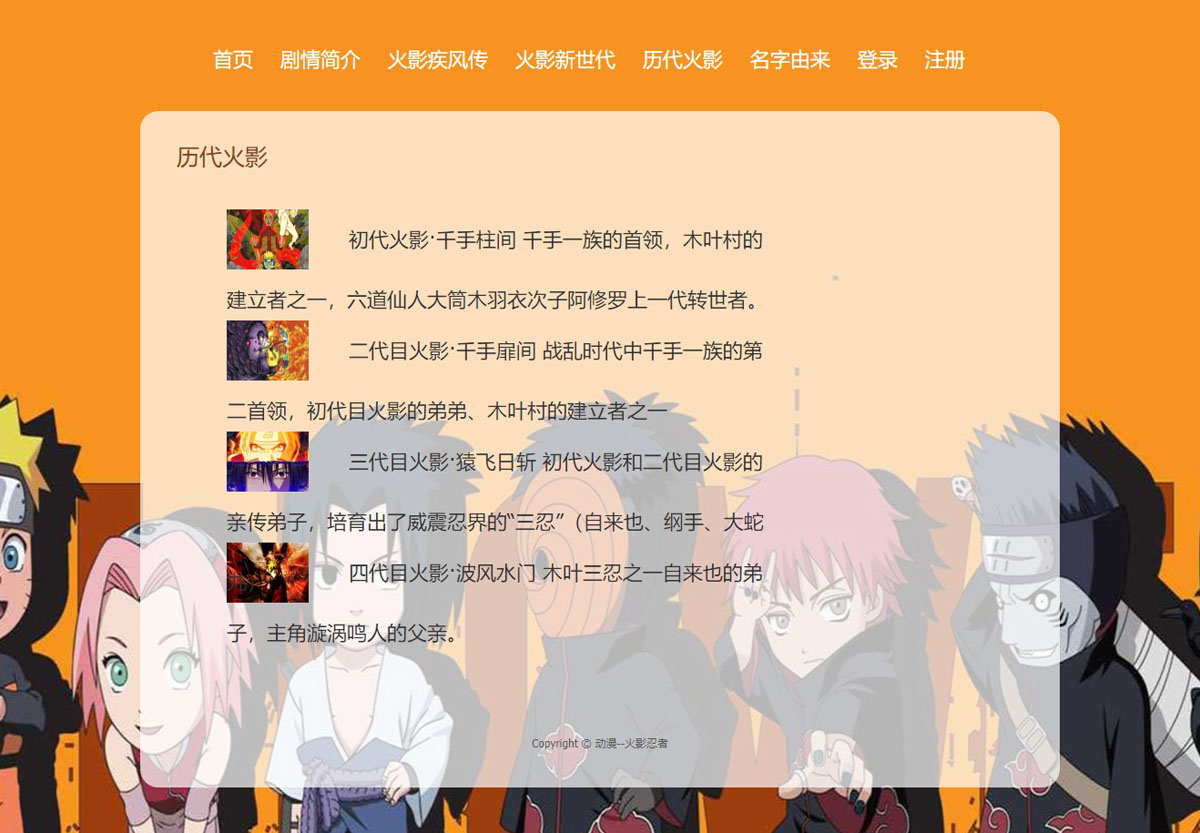 首页 剧情简介 火影疾风传 火影新世代 历代火影 名字由来 登录 注册
历代火影
初代火影·千手柱间 千手一族的首领，木叶村的
建立者之一，六道仙人大筒木羽衣次子阿修罗上一代转世者。
二代目火影·千手扉间 战乱时代中千手一族的第
二首领，初代目火影的弟弟、木叶村的建立者之一
三代目火影·猿飞日斩 初代火影和二代目火影的
亲传弟子，培育出了威震忍界的“三忍”（自来也、纲手、大蛇
四代目火影·波风水门 木叶三忍之一自来也的弟
子，主角漩涡鸣人的父亲。
Copyright © 动漫--火影忍者